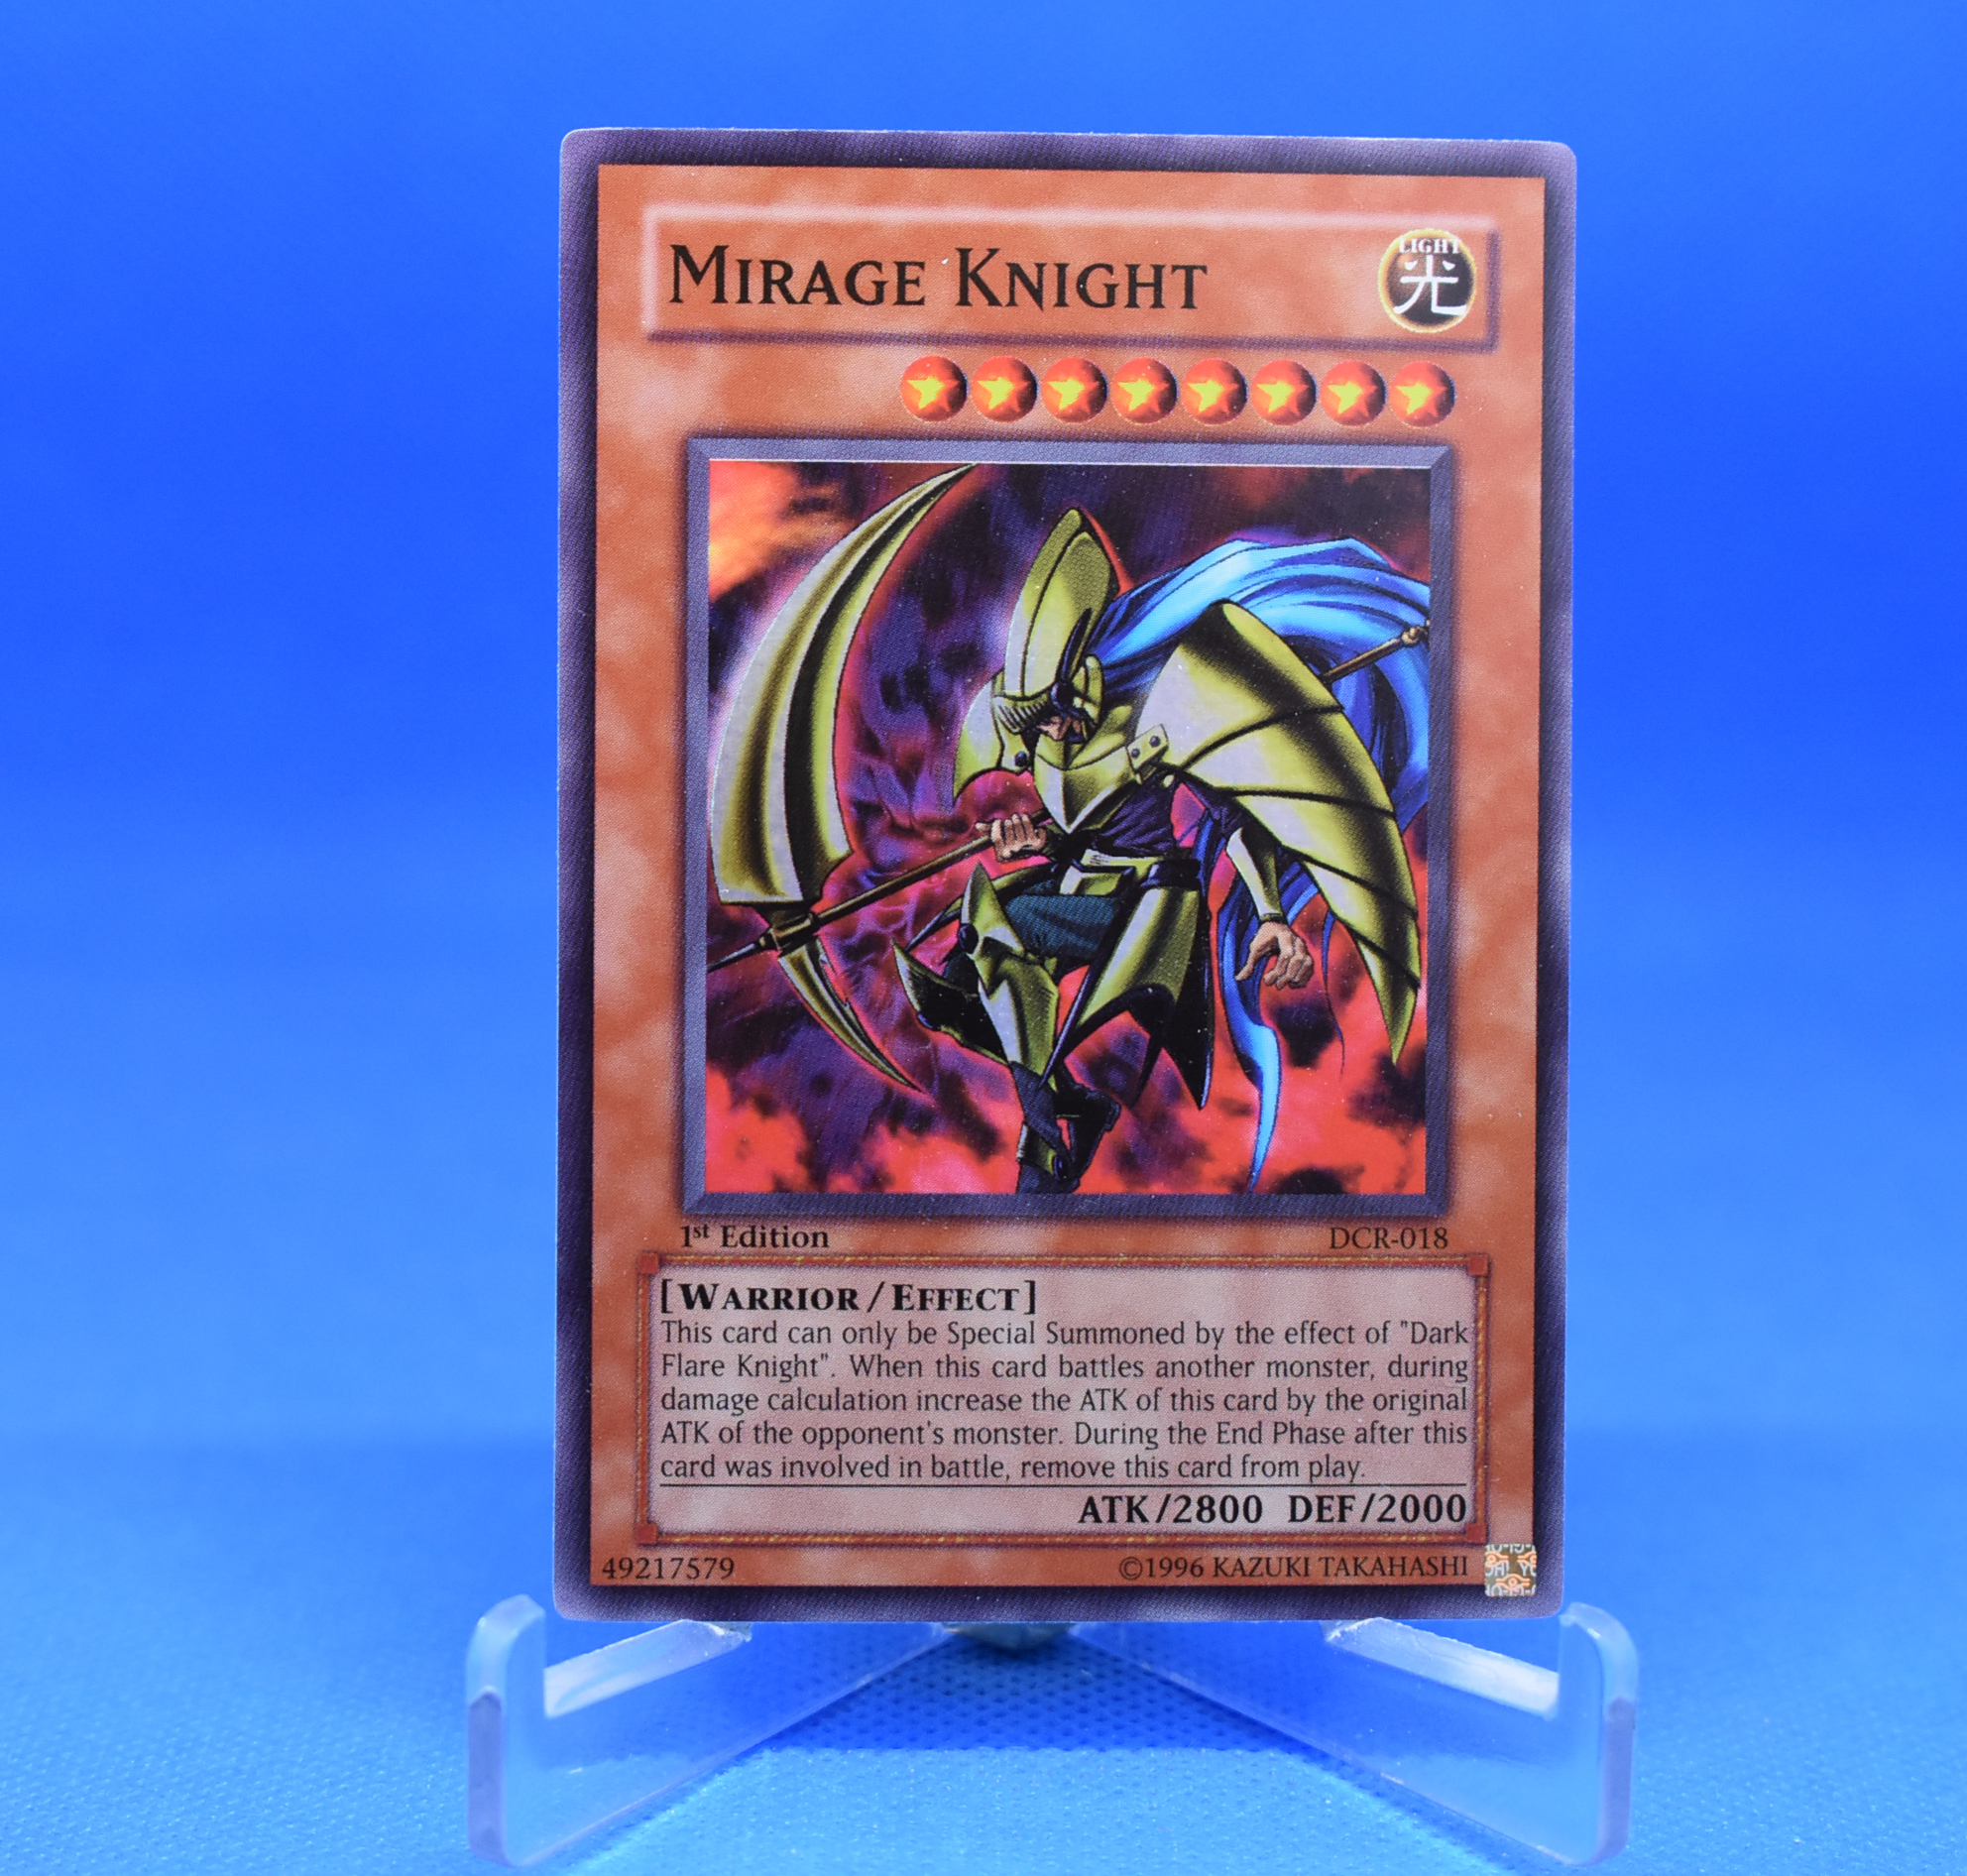 MIRAGE KNIGHT
LIGHT
光
1st Edition
DCR-018
[WARRIOR/EFFECT]
This card can only be Special Summoned by the effect of "Dark
Flare Knight". When this card battles another monster, during
damage calculation increase the ATK of this card by the original
ATK of the opponent's monster. During the End Phase after this
card was involved in battle, remove this card from play.
ATK/2800 DEF/2000
49217579
©1996 KAZUKI TAKAHASHI